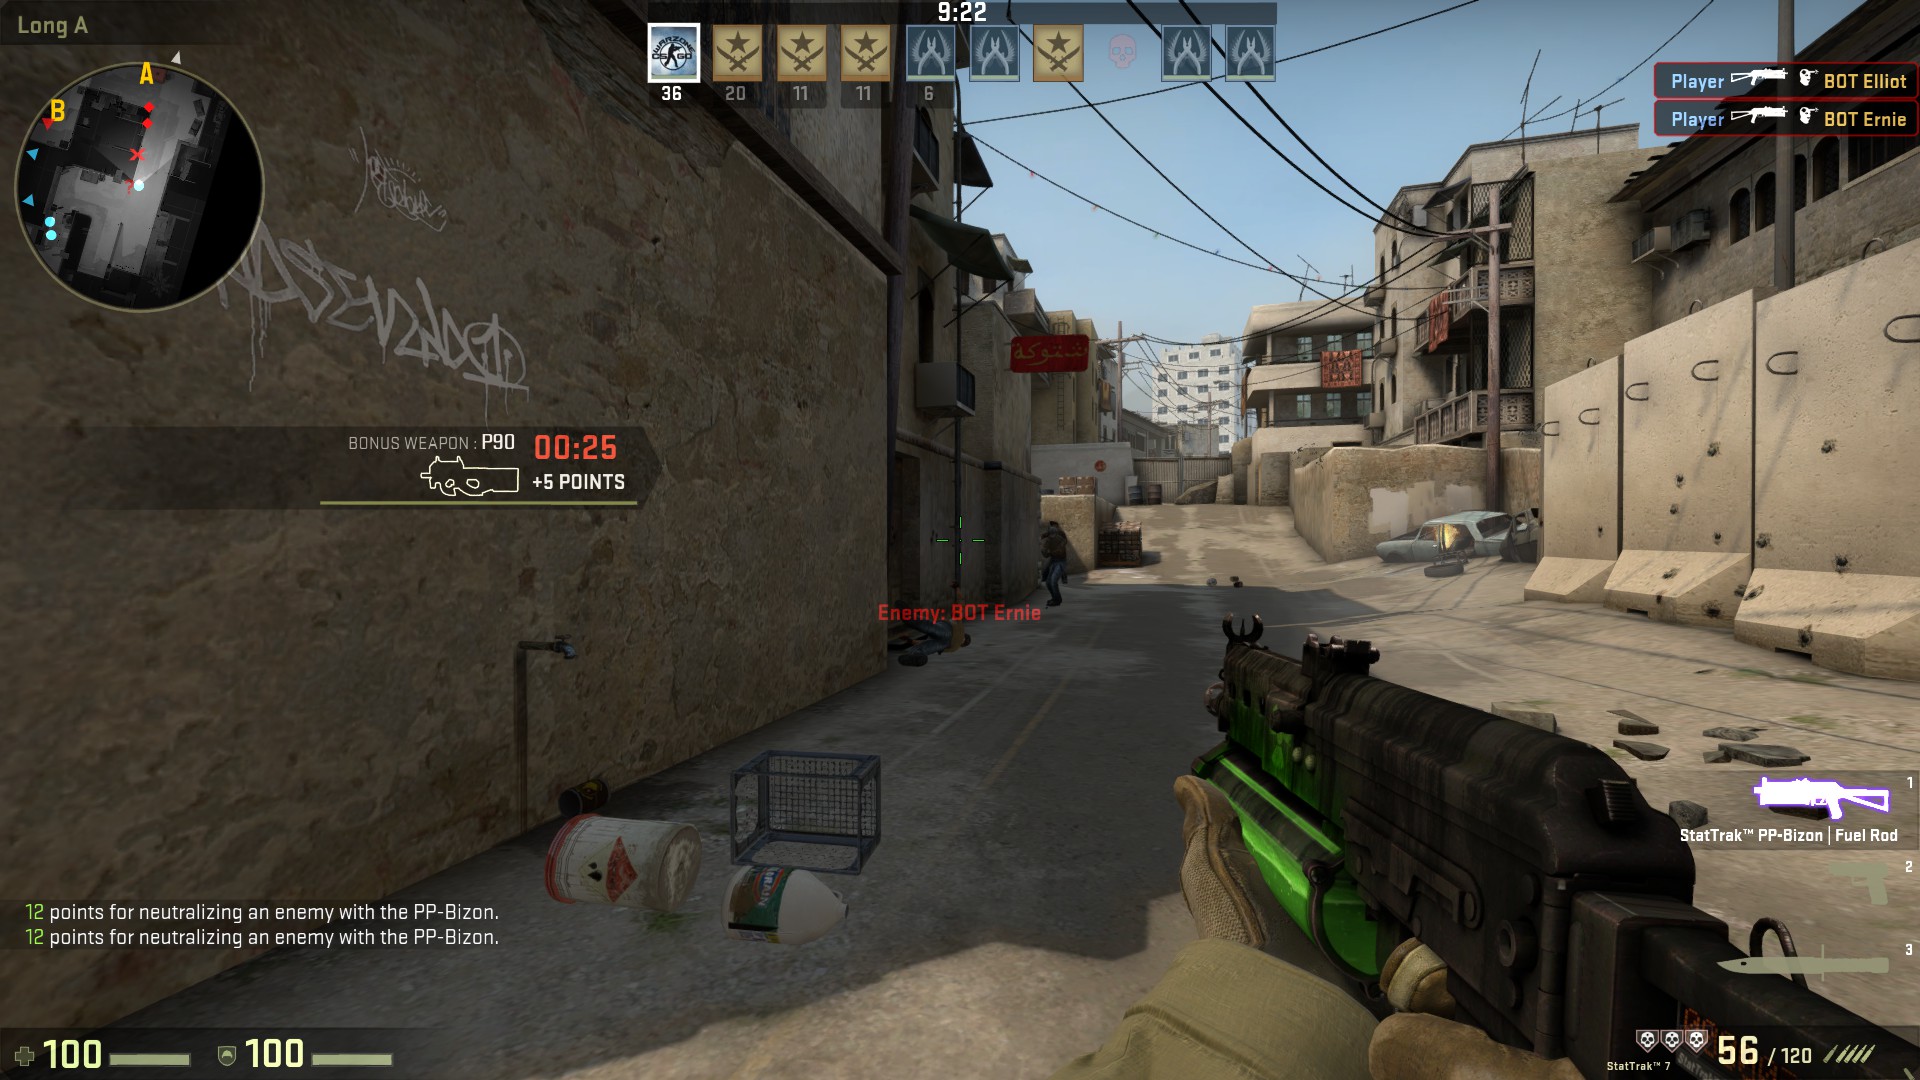 Long A
9:22
A
B
WARZONE
CS GO
36
20
11
11
6
Player BOT Elliot
Player BOT Ernie
BONUS WEAPON : P90
00:25
+5 POINTS
Enemy: BOT Ernie
1
StatTrak™ PP-Bizon | Fuel Rod
2
3
12 points for neutralizing an enemy with the PP-Bizon.
12 points for neutralizing an enemy with the PP-Bizon.
100
100
StatTrak™ 7
56 / 120